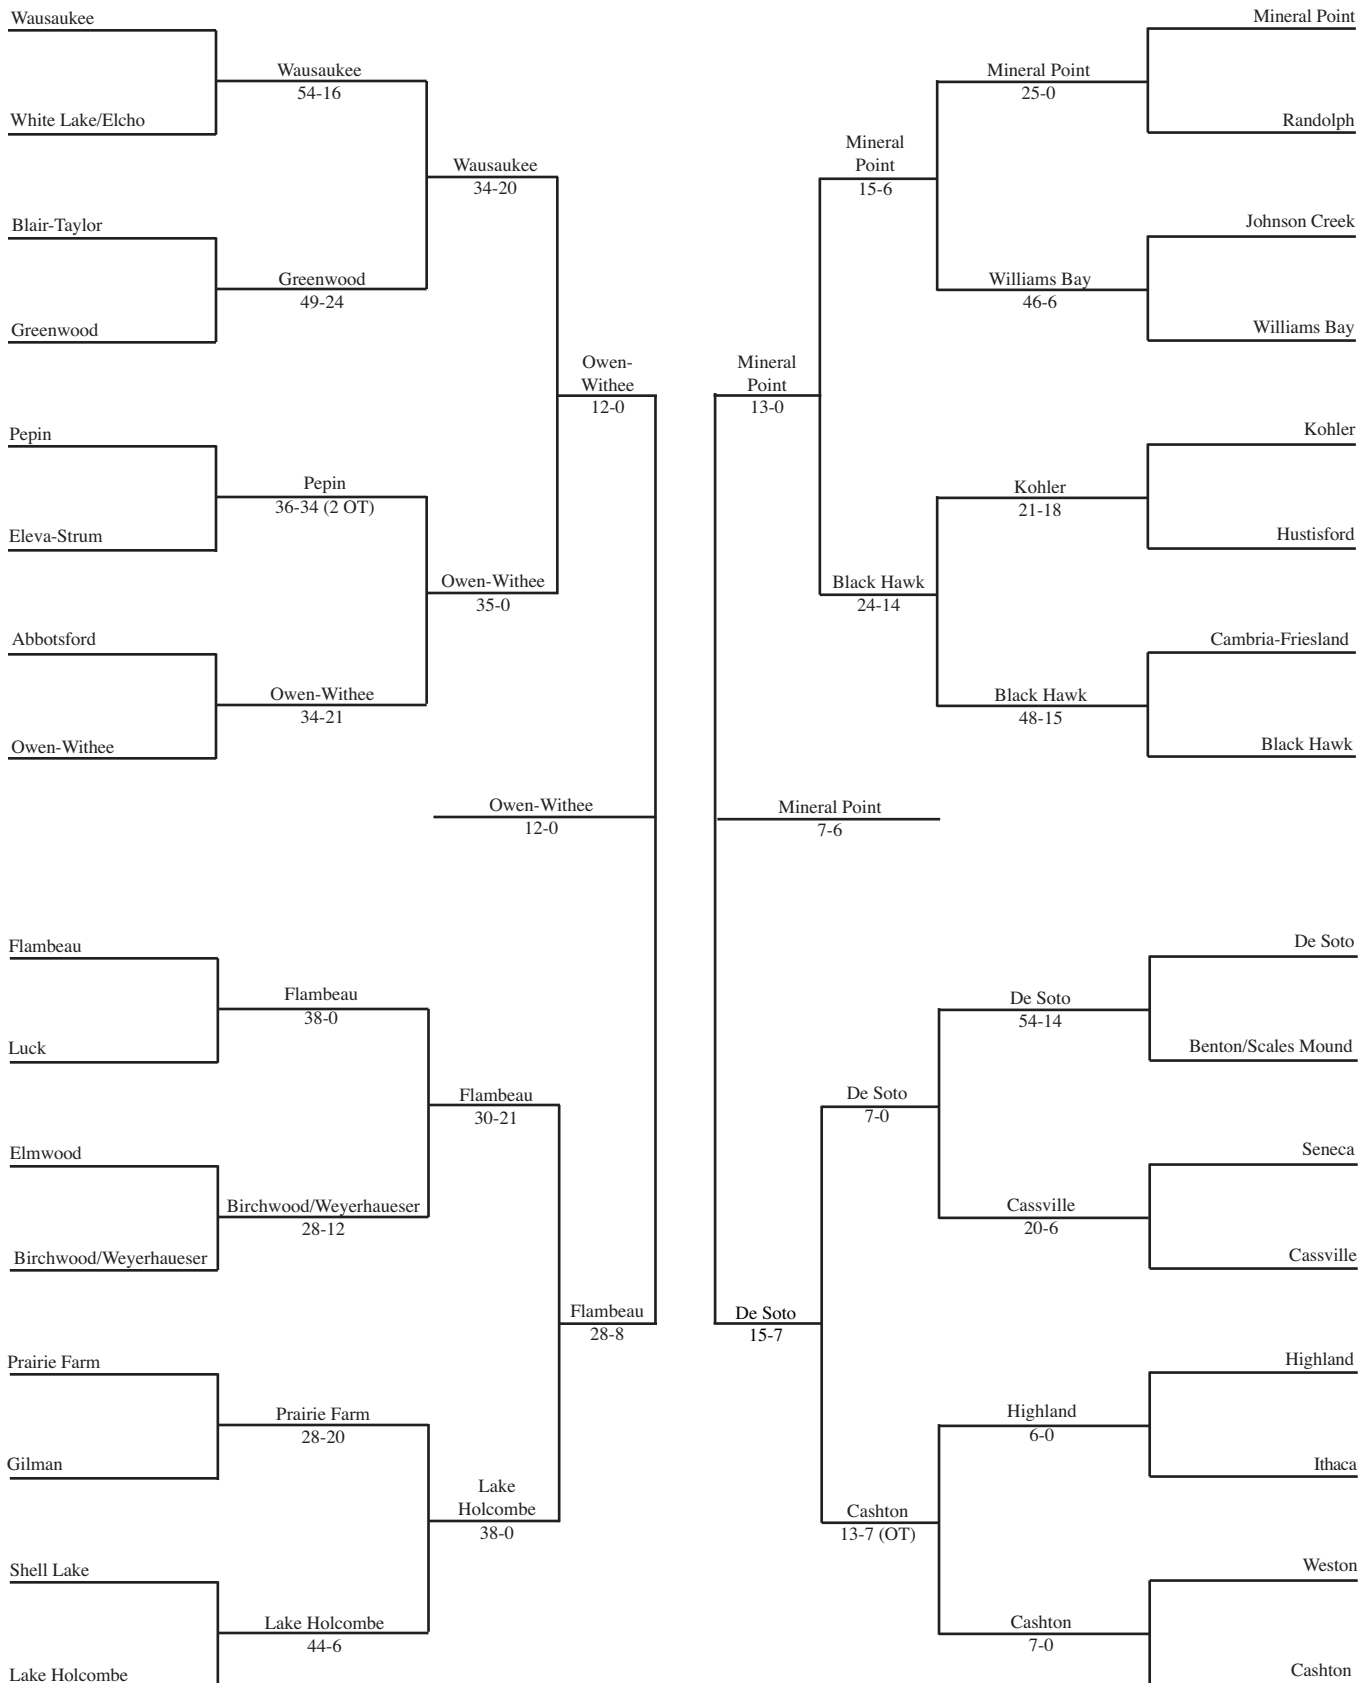 Wausaukee
White Lake/Elcho
Blair-Taylor
Greenwood
Pepin
Eleva-Strum
Abbotsford
Owen-Withee
Flambeau
Luck
Elmwood
Birchwood/Weyerhaueser
Prairie Farm
Gilman
Shell Lake
Lake Holcombe
Wausaukee
54-16
Greenwood
49-24
Pepin
36-34 (2 OT)
Owen-Withee
34-21
Flambeau
38-0
Birchwood/Weyerhaueser
28-12
Prairie Farm
28-20
Lake Holcombe
44-6
Wausaukee
34-20
Owen-Withee
35-0
Flambeau
30-21
Lake
Holcombe
38-0
Owen-
Withee
12-0
Flambeau
28-8
Owen-Withee
12-0
Mineral Point
7-6
Mineral
Point
13-0
De Soto
15-7
Mineral
Point
15-6
Black Hawk
24-14
De Soto
7-0
Cashton
13-7 (OT)
Mineral Point
25-0
Williams Bay
46-6
Kohler
21-18
Black Hawk
48-15
De Soto
54-14
Cassville
20-6
Highland
6-0
Cashton
7-0
Mineral Point
Randolph
Johnson Creek
Williams Bay
Kohler
Hustisford
Cambria-Friesland
Black Hawk
De Soto
Benton/Scales Mound
Seneca
Cassville
Highland
Ithaca
Weston
Cashton